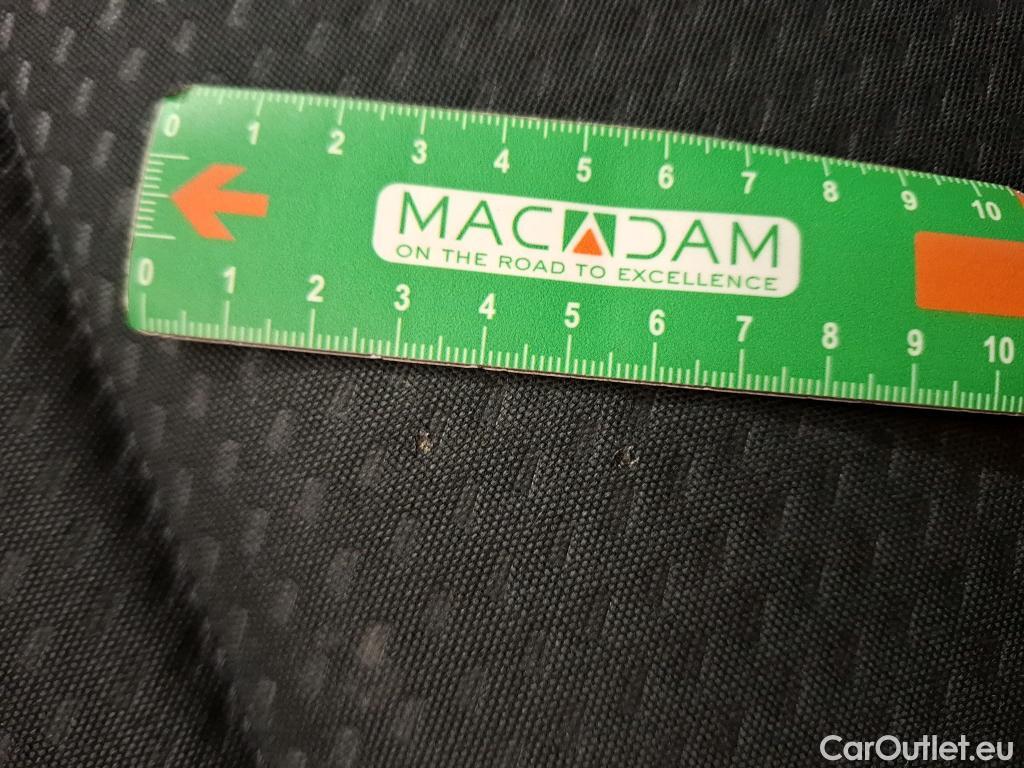 0 1 2 3 4 5 6 7 8 9 10
MACADAM
ON THE ROAD TO EXCELLENCE
0 1 2 3 4 5 6 7 8 9 10
CarOutlet.eu